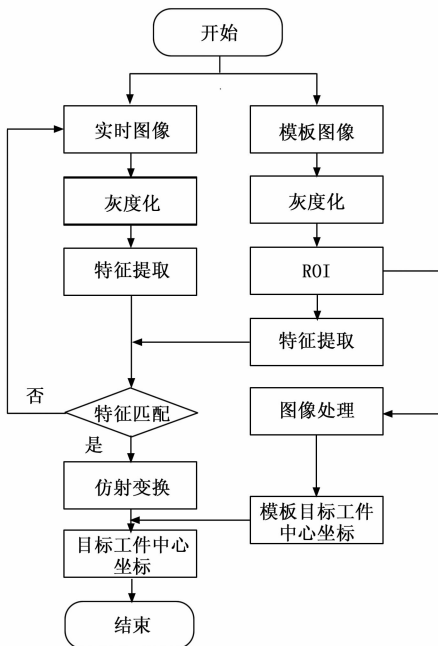 开始
实时图像
模板图像
灰度化
灰度化
特征提取
ROI
特征提取
否
特征匹配
图像处理
是
仿射变换
模板目标工件
中心坐标
目标工件中心
坐标
结束